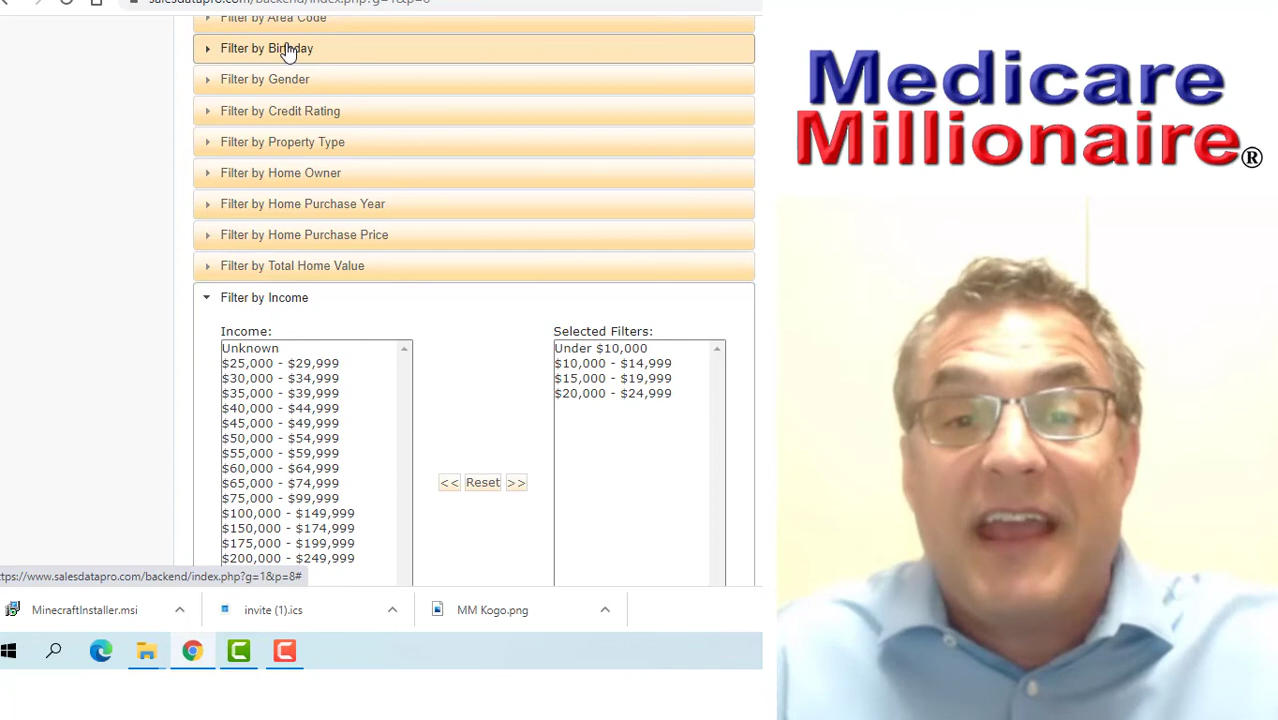 salesdatapro.com/backend/index.php?g=1&p=8
Filter by Area Code
Filter by Birthday
Filter by Gender
Filter by Credit Rating
Filter by Property Type
Filter by Home Owner
Filter by Home Purchase Year
Filter by Home Purchase Price
Filter by Total Home Value
Filter by Income
Income:
Unknown
$25,000 - $29,999
$30,000 - $34,999
$35,000 - $39,999
$40,000 - $44,999
$45,000 - $49,999
$50,000 - $54,999
$55,000 - $59,999
$60,000 - $64,999
$65,000 - $74,999
$75,000 - $99,999
$100,000 - $149,999
$150,000 - $174,999
$175,000 - $199,999
$200,000 - $249,999
<< Reset >>
Selected Filters:
Under $10,000
$10,000 - $14,999
$15,000 - $19,999
$20,000 - $24,999
ttps://www.salesdatapro.com/backend/index.php?g=1&p=8#
MinecraftInstaller.msi
invite (1).ics
MM Kogo.png
Medicare
Millionaire®